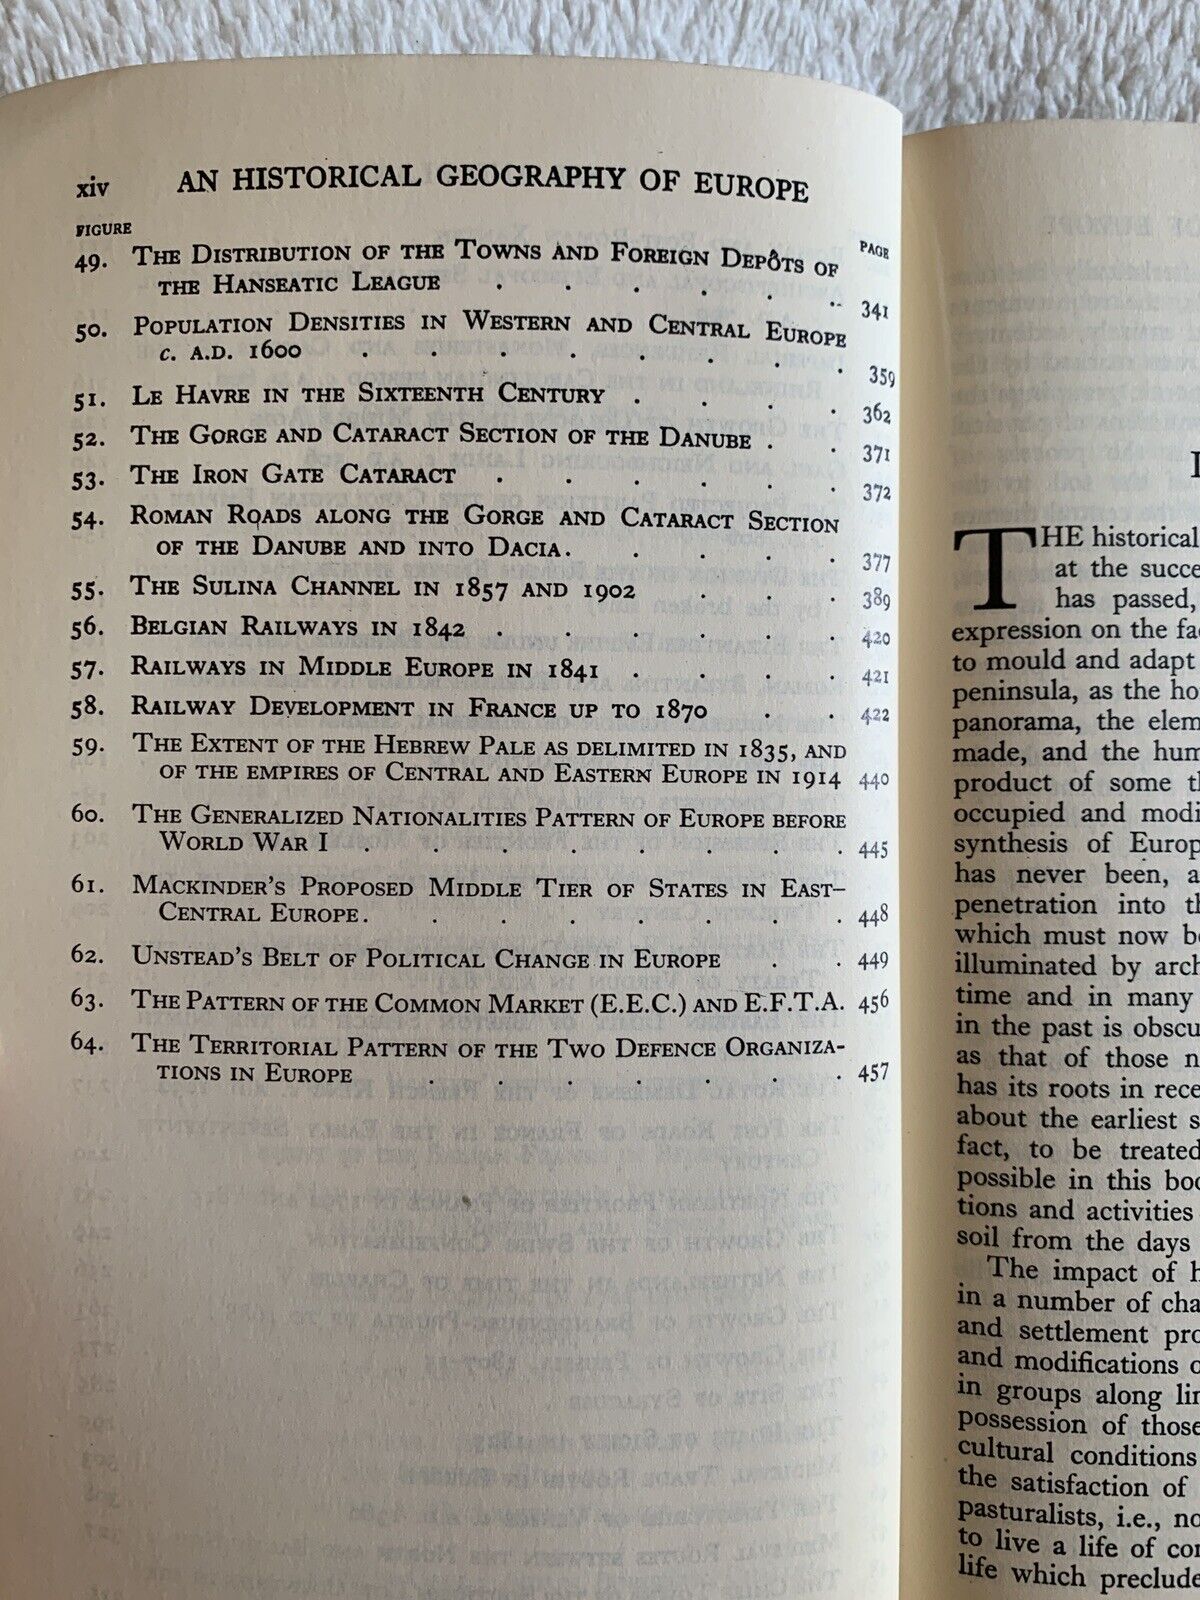 xiv AN HISTORICAL GEOGRAPHY OF EUROPE
FIGURE PAGE
49. THE DISTRIBUTION OF THE TOWNS AND FOREIGN DEPÔTS OF
THE HANSEATIC LEAGUE . . . . . .. 341
50. POPULATION DENSITIES IN WESTERN AND CENTRAL EUROPE
c. A.D. 1600 . . . . . . . . 359
51. LE HAVRE IN THE SIXTEENTH CENTURY . . . . 362
52. THE GORGE AND CATARACT SECTION OF THE DANUBE . . 371
53. THE IRON GATE CATARACT . . . . . 372
54. ROMAN ROADS ALONG THE GORGE AND CATARACT SECTION
OF THE DANUBE AND INTO DACIA. . . . . 377
55. THE SULINA CHANNEL IN 1857 AND 1902 . . . 389
56. BELGIAN RAILWAYS IN 1842 . . . . . . 420
57. RAILWAYS IN MIDDLE EUROPE IN 1841 . . . . 421
58. RAILWAY DEVELOPMENT IN FRANCE UP TO 1870 . . 422
59. THE EXTENT OF THE HEBREW PALE AS DELIMITED IN 1835, AND
OF THE EMPIRES OF CENTRAL AND EASTERN EUROPE IN 1914 440
60. THE GENERALIZED NATIONALITIES PATTERN OF EUROPE BEFORE
WORLD WAR I . . . . . . . . 445
61. MACKINDER'S PROPOSED MIDDLE TIER OF STATES IN EAST-
CENTRAL EUROPE. . . . . . . . 448
62. UNSTEAD'S BELT OF POLITICAL CHANGE IN EUROPE . . 449
63. THE PATTERN OF THE COMMON MARKET (E.E.C.) AND E.F.T.A. 456
64. THE TERRITORIAL PATTERN OF THE TWO DEFENCE ORGANIZA-
TIONS IN EUROPE . . . . . . . 457
THE historical
at the succe
has passed,
expression on the fac
to mould and adapt
peninsula, as the ho
panorama, the elem
made, and the hum
product of some th
occupied and modi
synthesis of Europ
has never been, a
penetration into th
which must now be
illuminated by arch
time and in many
in the past is obscu
as that of those n
has its roots in rece
about the earliest s
fact, to be treated
possible in this boo
tions and activities
soil from the days
The impact of h
in a number of cha
and settlement pro
and modifications o
in groups along lin
possession of those
cultural conditions
the satisfaction of
pasturalists, i.e., no
to live a life of con
life which preclude